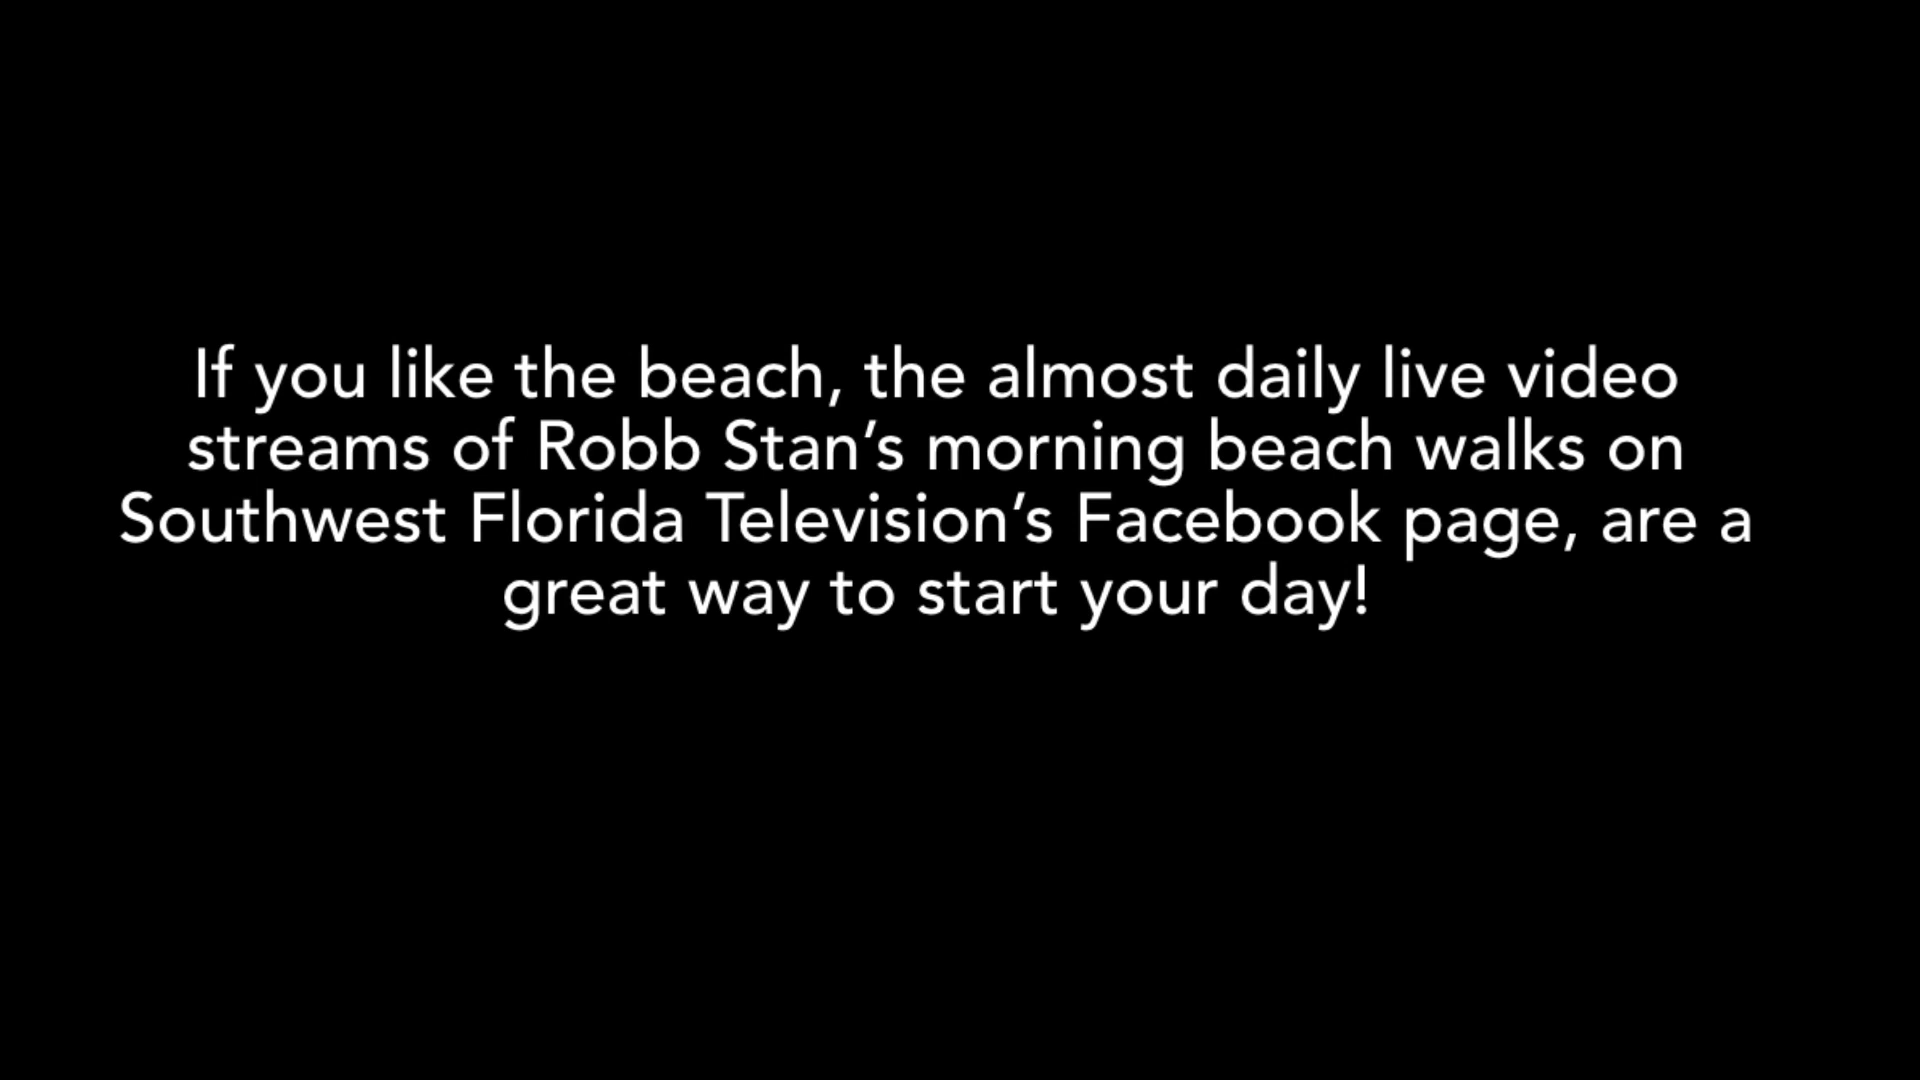 If you like the beach, the almost daily live video
streams of Robb Stan’s morning beach walks on
Southwest Florida Television’s Facebook page, are a
great way to start your day!